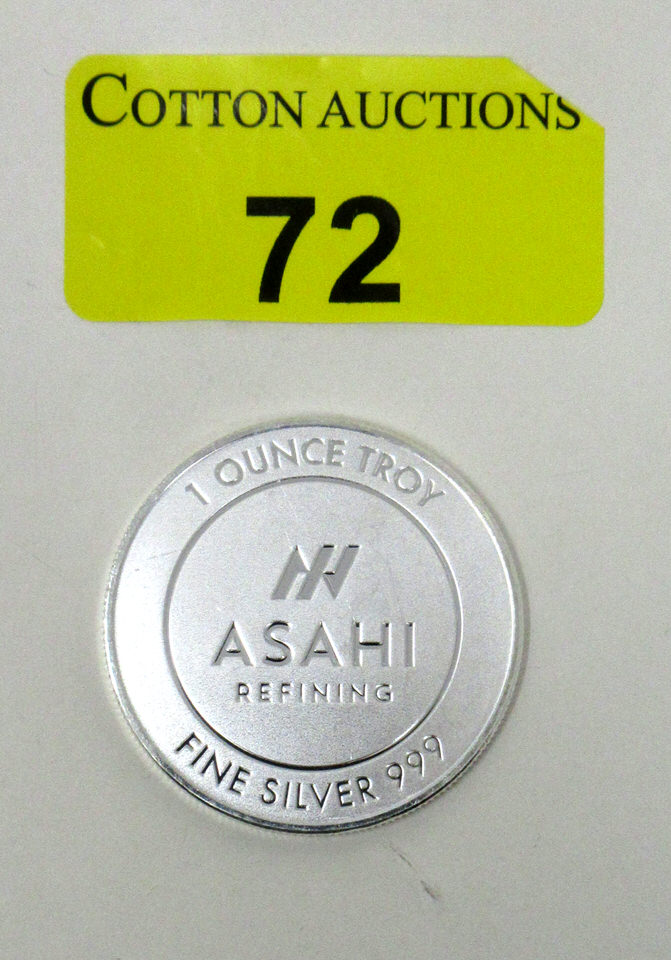 COTTON AUCTIONS
72
1 OUNCE TROY
ASAHI
REFINING
FINE SILVER 999